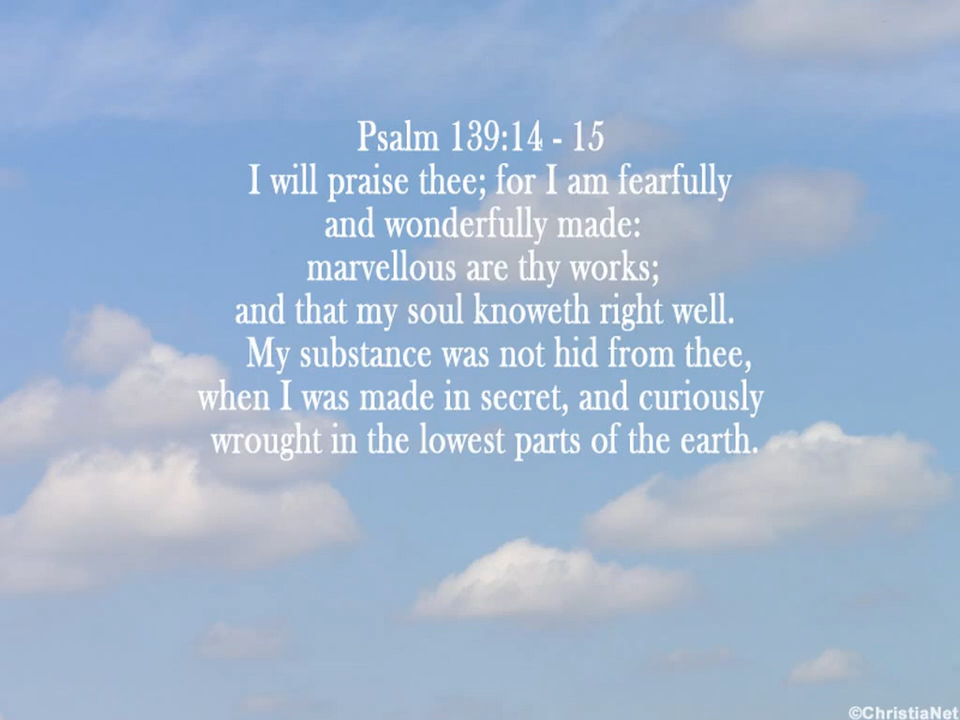 Psalm 139:14 - 15
I will praise thee; for I am fearfully
and wonderfully made:
marvellous are thy works;
and that my soul knoweth right well.
My substance was not hid from thee,
when I was made in secret, and curiously
wrought in the lowest parts of the earth.
©ChristiaNet